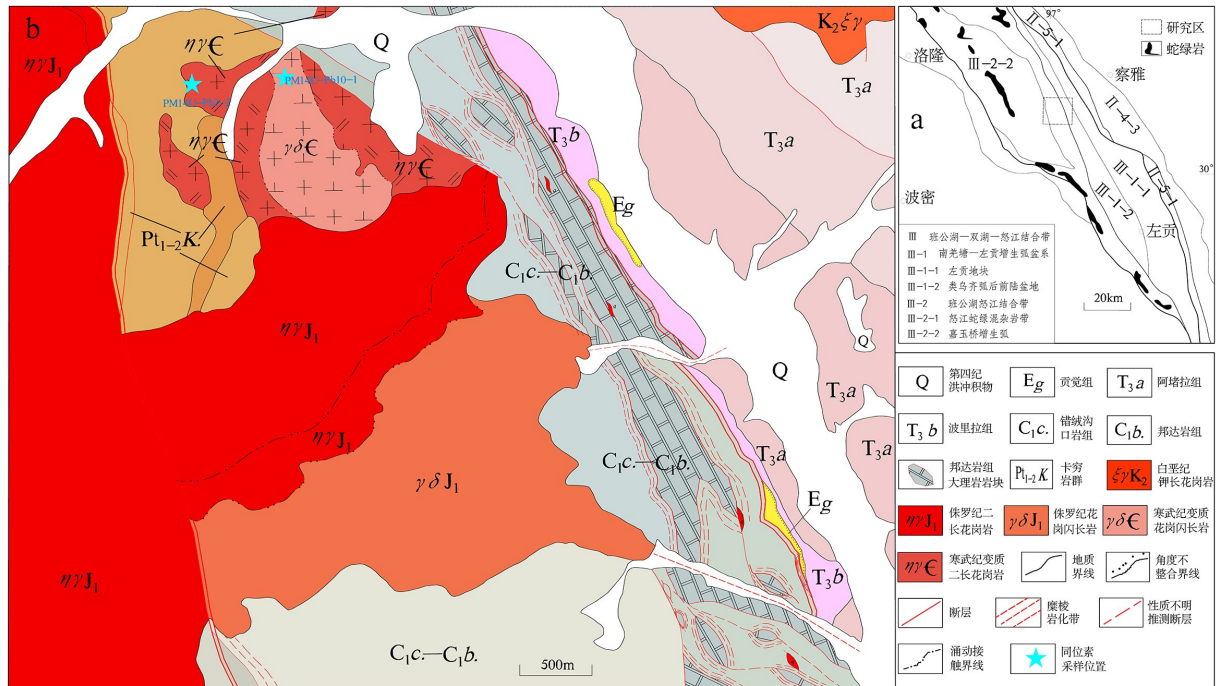 b
ηγJ₁
ηγЄ
Q
K₂ξγ
T₃a
ηγЄ
γδЄ
ηγЄ
T₃b
T₃a
Eg
Pt₁₋₂K.
C₁c.—C₁b.
ηγJ₁
Q
Q
T₃a
ηγJ₁
C₁c.—C₁b.
T₃a
T₃a
γδJ₁
Eg
ηγJ₁
T₃b
C₁c.—C₁b.
500m
97°
II-5-1
研究区
蛇绿岩
洛隆
III-2-2
察雅
II-4-3
a
30°
III-1-1
II-5-1
波密
III-1-2
左贡
III 班公湖—双湖—怒江结合带
III-1 南羌塘—左贡增生弧盆系
III-1-1 左贡地块
III-1-2 类乌齐弧后前陆盆地
III-2 班公湖怒江结合带
III-2-1 怒江蛇绿混杂岩带
III-2-2 嘉玉桥增生弧
20km
Q 第四纪洪冲积物
Eg 贡觉组
T₃a 阿堵拉组
T₃b 波里拉组
C₁c. 错绒沟口岩组
C₁b. 邦达岩组
邦达岩组大理岩岩块
Pt₁₋₂K. 卡穷岩群
ξγK₂ 白垩纪钾长花岗岩
ηγJ₁ 侏罗纪二长花岗岩
γδJ₁ 侏罗纪花岗闪长岩
γδЄ 寒武纪变质花岗闪长岩
ηγЄ 寒武纪变质二长花岗岩
地质界线
角度不整合界线
断层
糜棱岩化带
性质不明推测断层
涌动接触界线
同位素采样位置